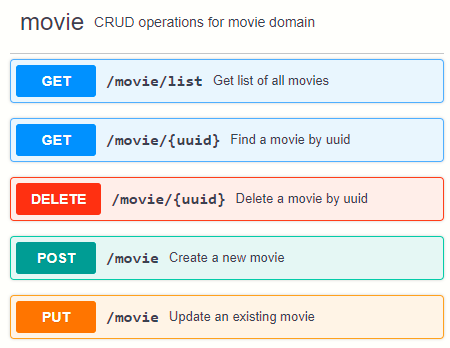 movie CRUD operations for movie domain
GET /movie/list Get list of all movies
GET /movie/{uuid} Find a movie by uuid
DELETE /movie/{uuid} Delete a movie by uuid
POST /movie Create a new movie
PUT /movie Update an existing movie